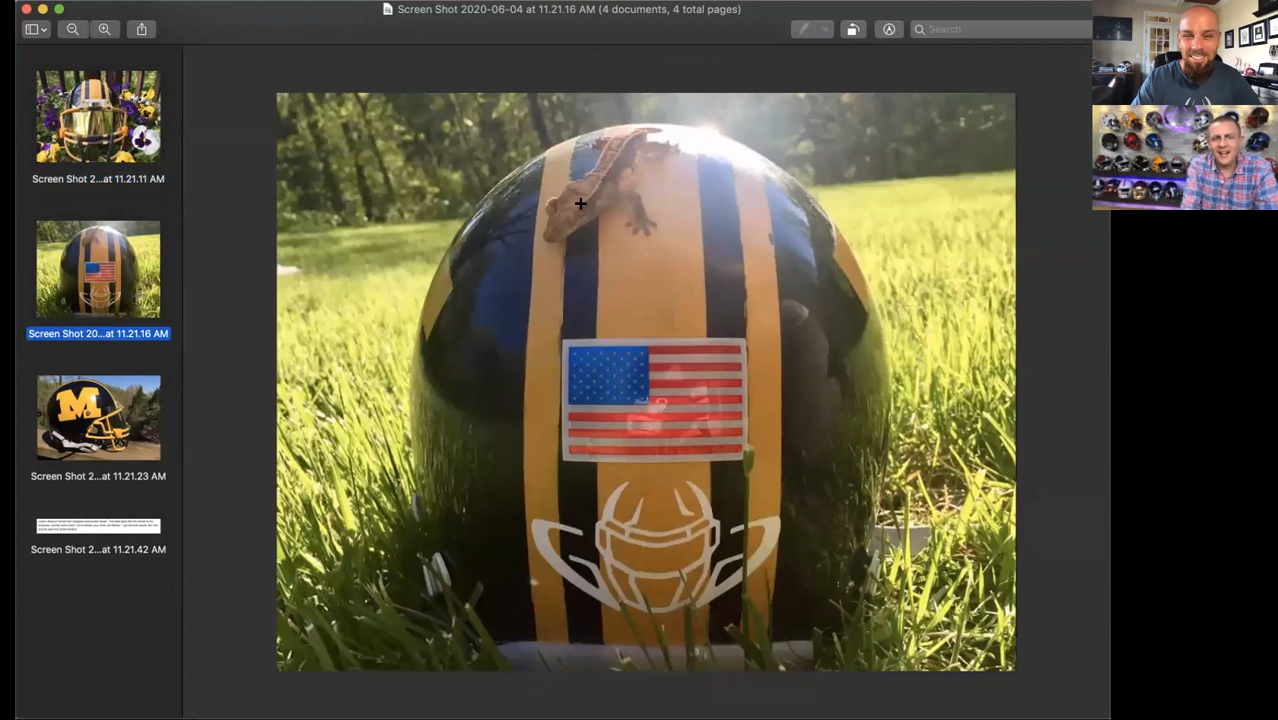 Screen Shot 2020-06-04 at 11.21.16 AM (4 documents, 4 total pages)
Search
Screen Shot 2...at 11.21.11 AM
Screen Shot 20...at 11.21.16 AM
M
Screen Shot 2...at 11.21.23 AM
Screen Shot 2...at 11.21.42 AM